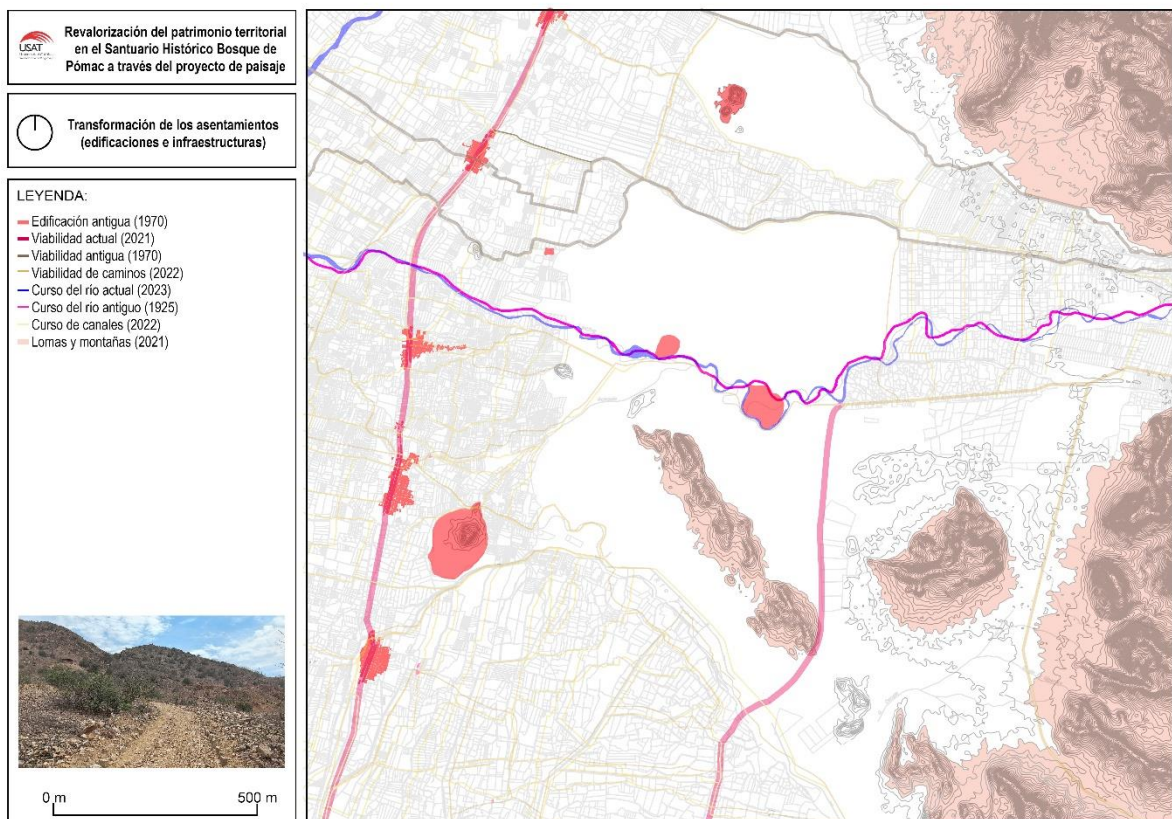 USAT
Revalorización del patrimonio territorial
en el Santuario Histórico Bosque de
Pómac a través del proyecto de paisaje
Transformación de los asentamientos
(edificaciones e infraestructuras)
LEYENDA:
Edificación antigua (1970)
Viabilidad actual (2021)
Viabilidad antigua (1970)
Viabilidad de caminos (2022)
Curso del río actual (2023)
Curso del río antiguo (1925)
Curso de canales (2022)
Lomas y montañas (2021)
0 m
500 m